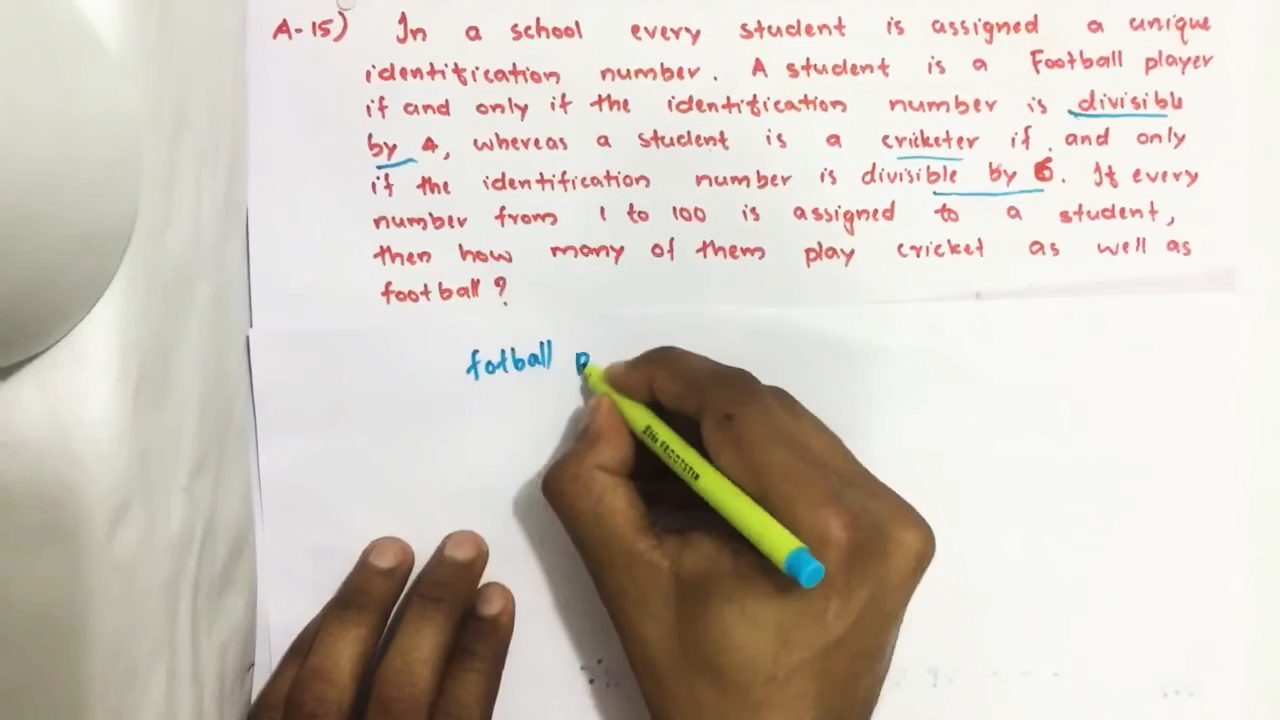 A-15) In a school every student is assigned a unique
identification number. A student is a Football player
if and only if the identification number is divisible
by 4, whereas a student is a cricketer if and only
if the identification number is divisible by 6. If every
number from 1 to 100 is assigned to a student,
then how many of them play cricket as well as
football?
fotball P
FROOTSTIK